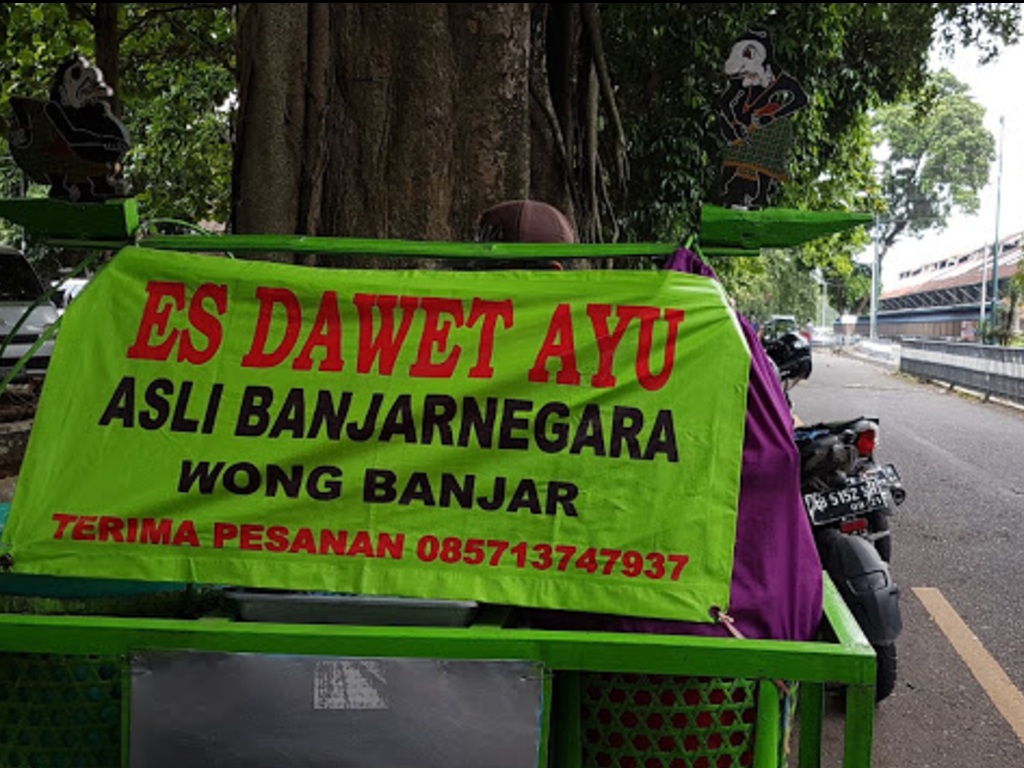 ES DAWET AYU
ASLI BANJARNEGARA
WONG BANJAR
TERIMA PESANAN 085713747937